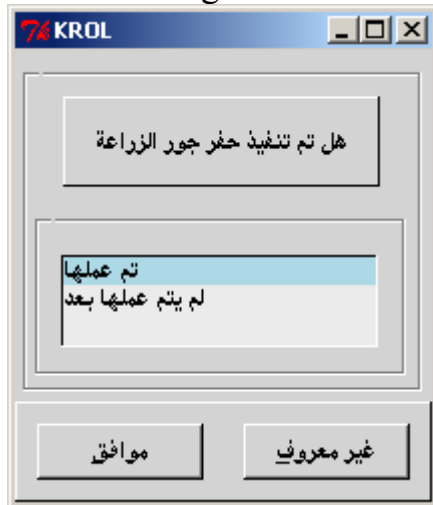 KROL
هل تم تنفيذ حفر جور الزراعة
تم عملها
لم يتم عملها بعد
غير معروف
موافق